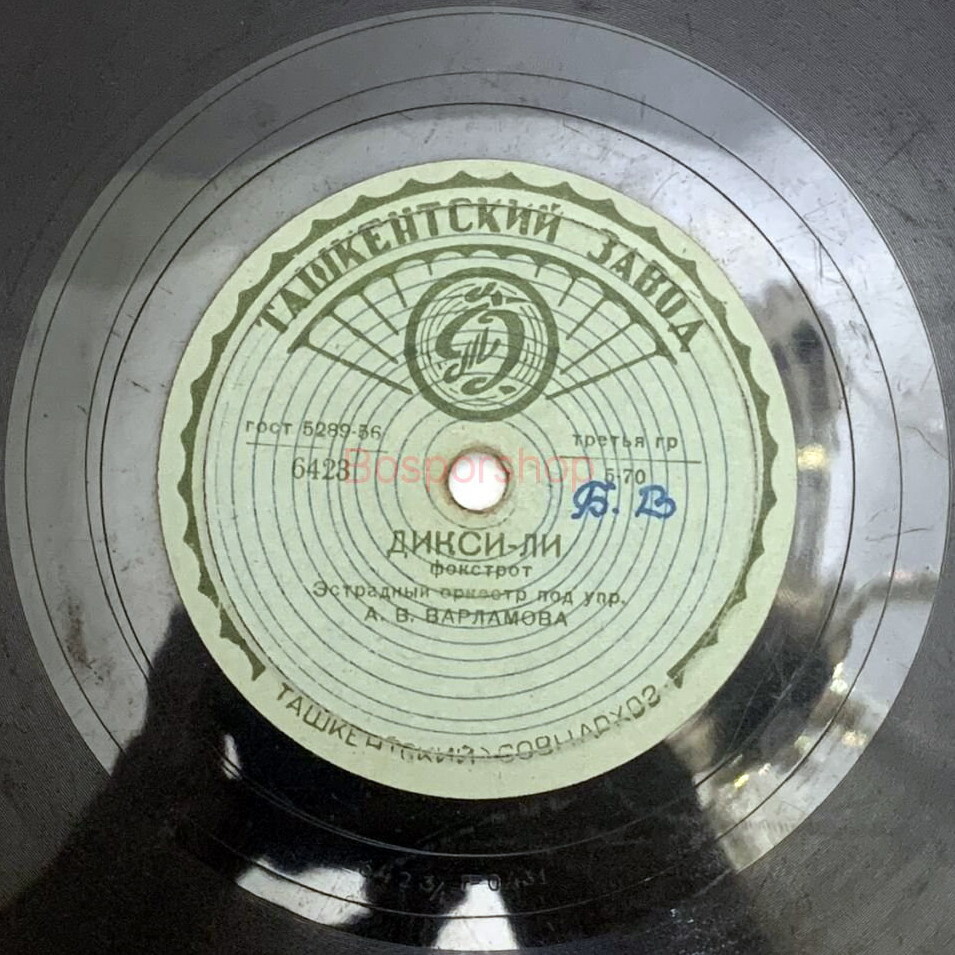 ТАШКЕНТСКИЙ ЗАВОД
гост 5289-56
6423
третья гр
5-70
Б. В
Bosporshop
ДИКСИ-ЛИ
фокстрот
Эстрадный оркестр под упр.
А. В. ВАРЛАМОВА
ТАШКЕНТСКИЙ СОВНАРХОЗ